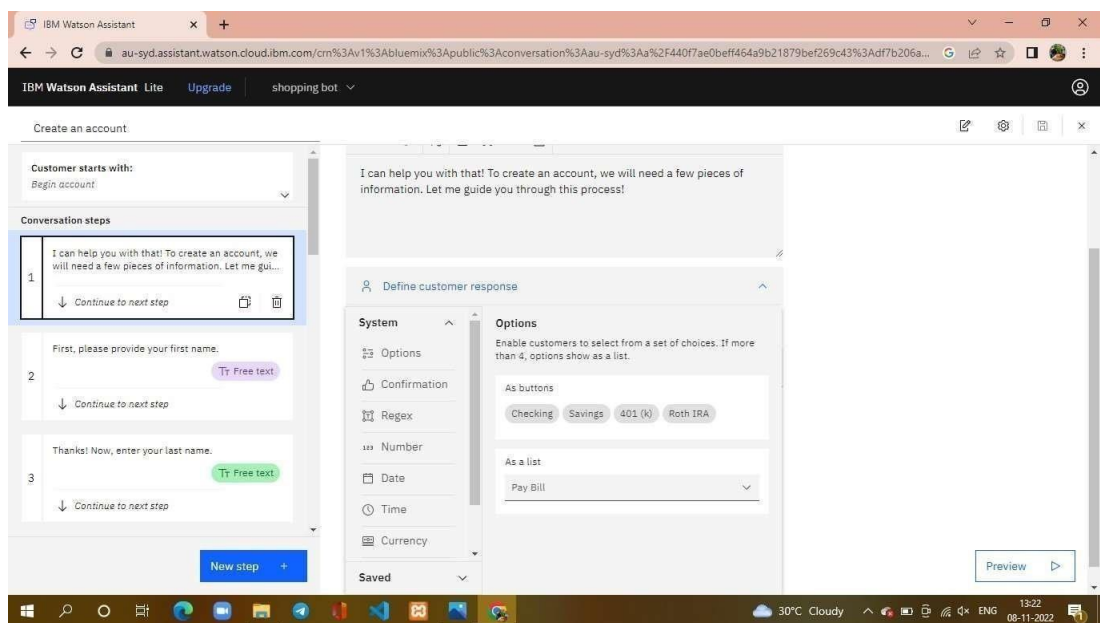 IBM Watson Assistant
au-syd.assistant.watson.cloud.ibm.com/crn%3Av1%3Abluemix%3Apublic%3Aconversation%3Aau-syd%3Aa%2F440f7ae0beff464a9b21879bef269c43%3Adf7b206a...
IBM Watson Assistant Lite Upgrade shopping bot
Create an account
Customer starts with:
Begin account
Conversation steps
1
I can help you with that! To create an account, we
will need a few pieces of information. Let me gui...
Continue to next step
2
First, please provide your first name.
Tт Free text
Continue to next step
3
Thanks! Now, enter your last name.
Tт Free text
Continue to next step
New step +
I can help you with that! To create an account, we will need a few pieces of
information. Let me guide you through this process!
Define customer response
System
Options
Confirmation
Regex
123 Number
Date
Time
Currency
Saved
Options
Enable customers to select from a set of choices. If more
than 4, options show as a list.
As buttons
Checking Savings 401 (k) Roth IRA
As a list
Pay Bill
Preview
30°C Cloudy ENG 13:22
08-11-2022